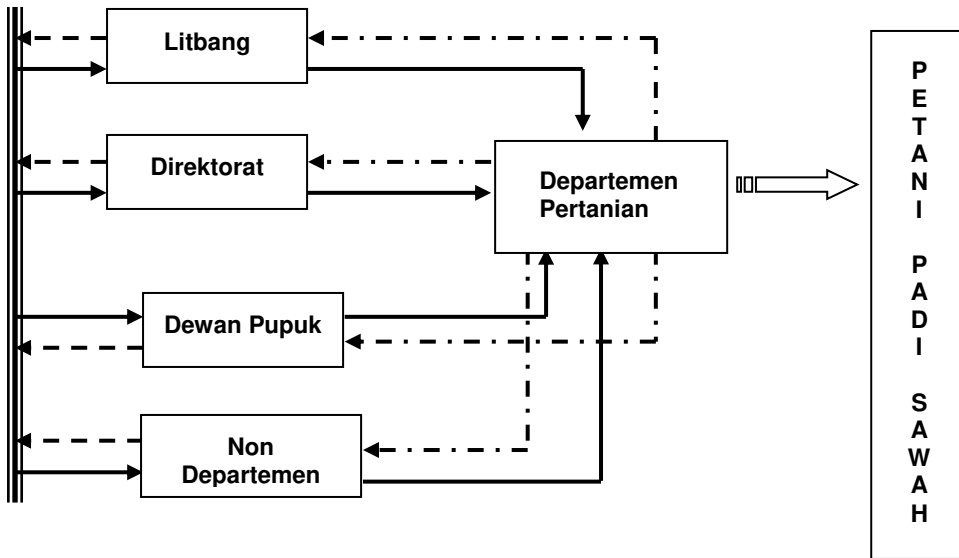 Litbang
Direktorat
Departemen
Pertanian
Dewan Pupuk
Non
Departemen
P
E
T
A
N
I
P
A
D
I
S
A
W
A
H